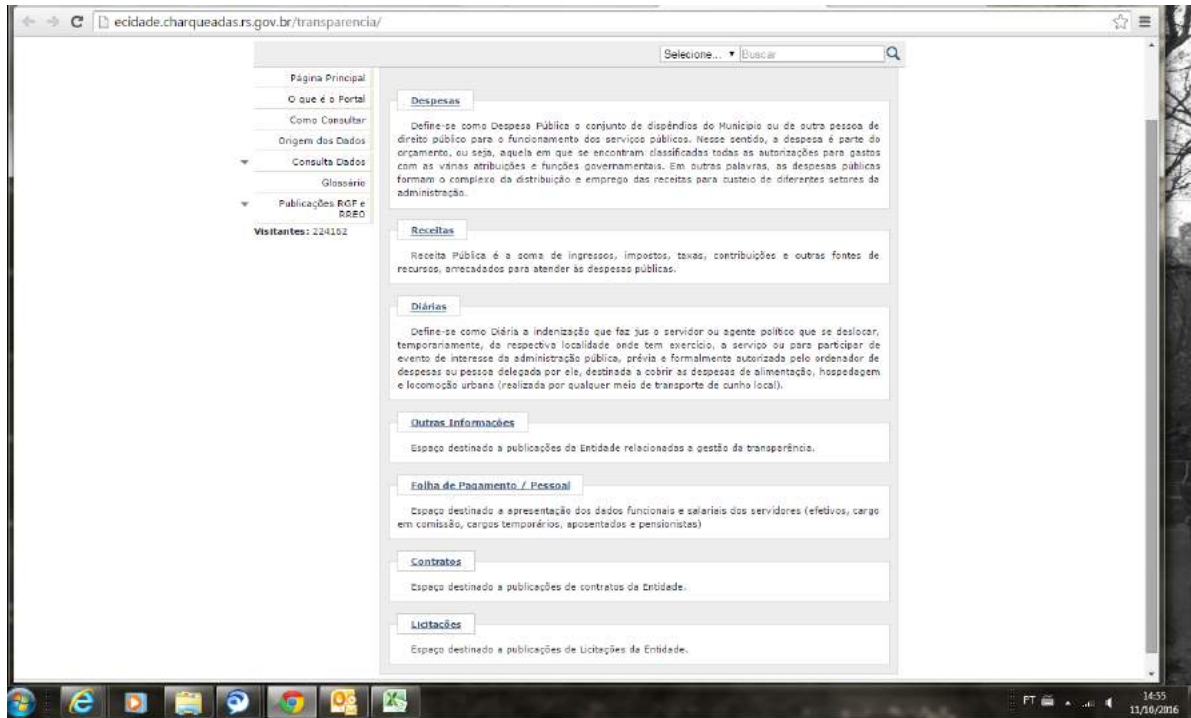 ecidade.charqueadas.rs.gov.br/transparencia/
Selecione... Buscar
Página Principal
O que é o Portal
Como Consultar
Origem dos Dados
Consulta Dados
Glossário
Publicações RGF e
RREO
Visitantes: 224162
Despesas
Define-se como Despesa Pública o conjunto de dispêndios do Município ou de outra pessoa de
direito público para o funcionamento dos serviços públicos. Nesse sentido, a despesa é parte do
orçamento, ou seja, aquela em que se encontram classificadas todas as autorizações para gastos
com as várias atribuições e funções governamentais. Em outras palavras, as despesas públicas
formam o complexo da distribuição e emprego das receitas para custeio de diferentes setores da
administração.
Receitas
Receita Pública é a soma de ingressos, impostos, taxas, contribuições e outras fontes de
recursos, arrecadados para atender às despesas públicas.
Diárias
Define-se como Diária a indenização que faz jus o servidor ou agente político que se deslocar,
temporariamente, da respectiva localidade onde tem exercício, a serviço ou para participar de
evento de interesse da administração pública, prévia e formalmente autorizada pelo ordenador de
despesas ou pessoa delegada por ele, destinada a cobrir as despesas de alimentação, hospedagem
e locomoção urbana (realizada por qualquer meio de transporte de cunho local).
Outras Informações
Espaço destinado a publicações da Entidade relacionadas a gestão da transparência.
Folha de Pagamento / Pessoal
Espaço destinado a apresentação dos dados funcionais e salariais dos servidores (efetivos, cargo
em comissão, cargos temporários, aposentados e pensionistas)
Contratos
Espaço destinado a publicações de contratos da Entidade.
Licitações
Espaço destinado a publicações de Licitações da Entidade.
PT
14:55
11/10/2016